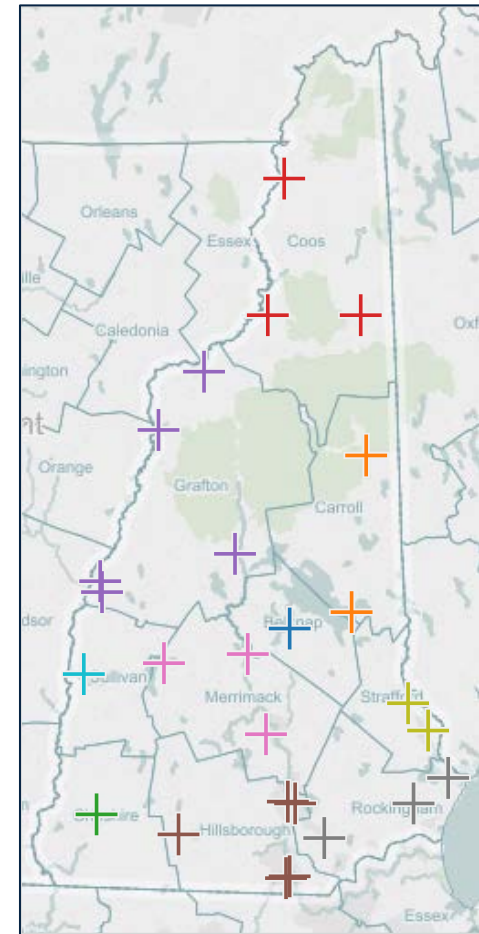 Orleans
Essex
Coos
ille
Caledonia
Oxf
ington
nt
Orange
Grafton
Carroll
dsor
Belknap
Sullivan
Merrimack
Strafford
Cheshire
Hillsborough
Rockingham
Essex